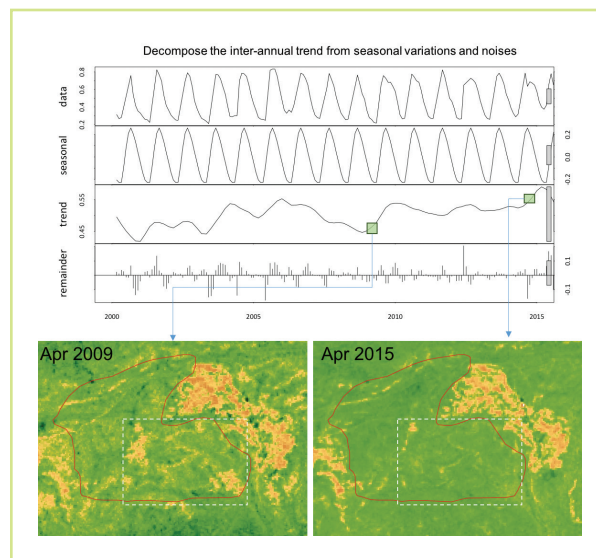 Decompose the inter-annual trend from seasonal variations and noises
data
0.2 0.4 0.6 0.8
seasonal
-0.2 0.0 0.2
trend
0.45 0.55
remainder
-0.1 0.1
2000 2005 2010 2015
Apr 2009
Apr 2015